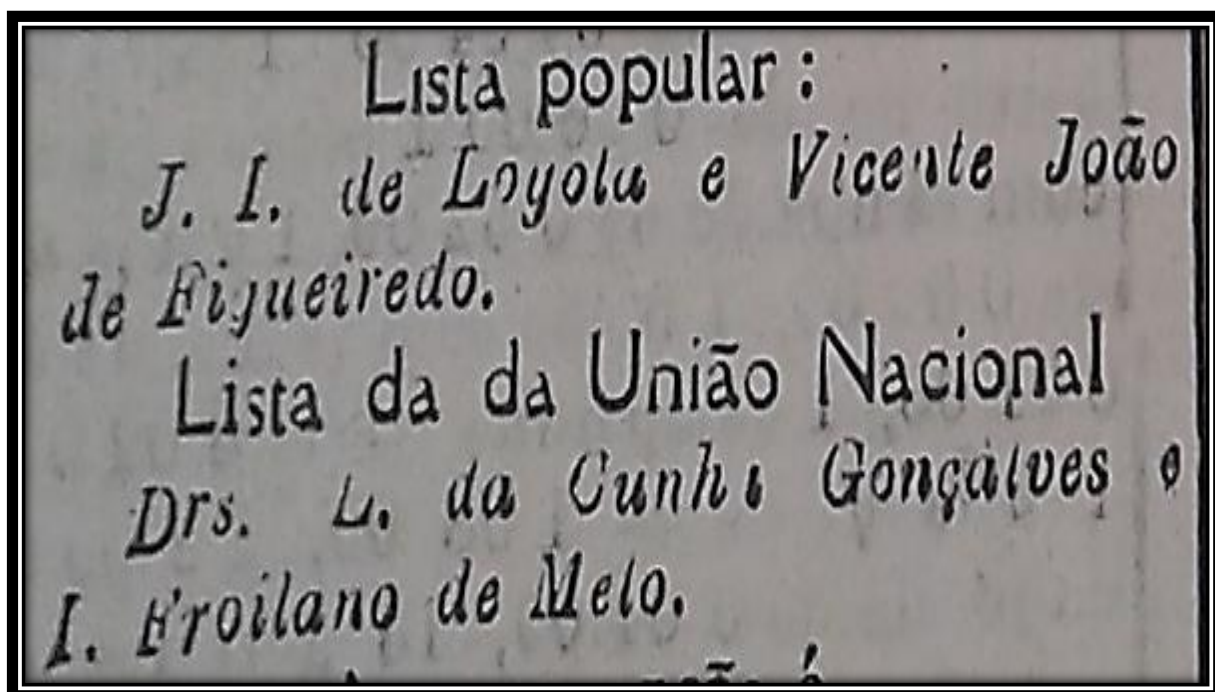 Lista popular:
J. I. de Loyola e Vicente João
de Figueiredo.
Lista da da União Nacional
Drs. L. da Cunha Gonçalves e
I. Froilano de Melo.